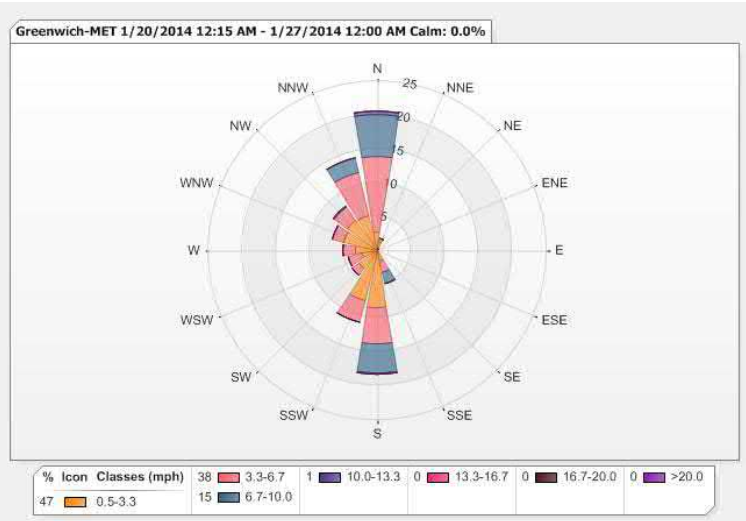 Greenwich-MET 1/20/2014 12:15 AM - 1/27/2014 12:00 AM Calm: 0.0%
N
NNW
25
NNE
NW
20
NE
15
WNW
10
ENE
5
W
E
WSW
ESE
SW
SE
SSW
SSE
S
% Icon Classes (mph) 38 3.3-6.7 1 10.0-13.3 0 13.3-16.7 0 16.7-20.0 0 >20.0
47 0.5-3.3 15 6.7-10.0